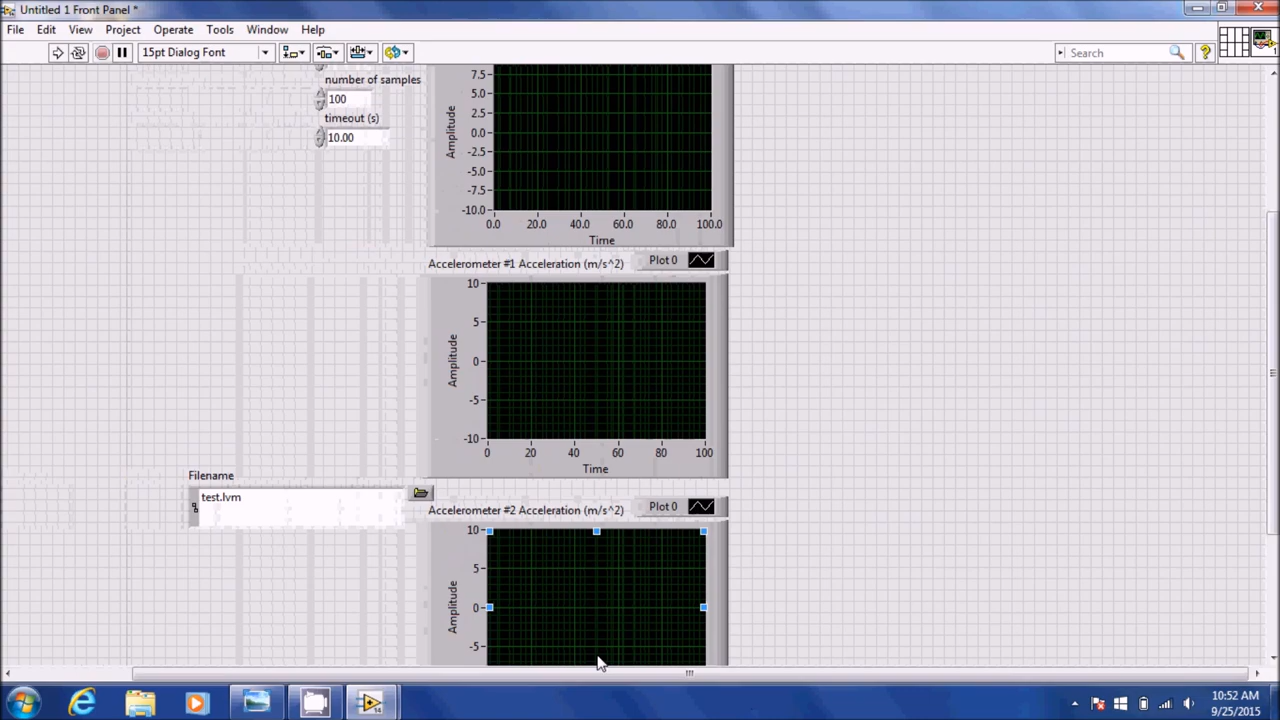 Untitled 1 Front Panel *
File Edit View Project Operate Tools Window Help
15pt Dialog Font
Search
?
number of samples
100
timeout (s)
10.00
7.5
5.0
2.5
0.0
-2.5
-5.0
-7.5
-10.0
Amplitude
0.0 20.0 40.0 60.0 80.0 100.0
Time
Accelerometer #1 Acceleration (m/s^2) Plot 0
10
5
0
-5
-10
Amplitude
0 20 40 60 80 100
Time
Filename
test.lvm
Accelerometer #2 Acceleration (m/s^2) Plot 0
10
5
0
-5
Amplitude
10:52 AM
9/25/2015